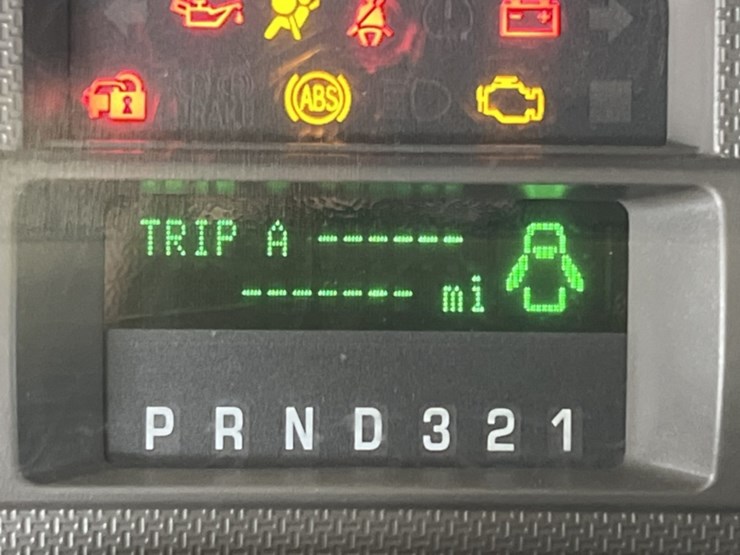 ABS
TRIP A ------
------- mi
P R N D 3 2 1